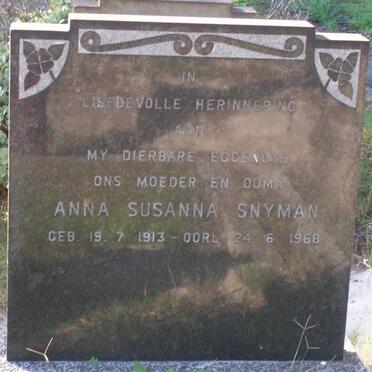 IN
LIEFDEVOLLE HERINNERING
AAN
MY DIERBARE EGGENOTE
ONS MOEDER EN OUMA
ANNA SUSANNA SNYMAN
GEB. 19. 7. 1913 - OORL. 24. 6. 1968